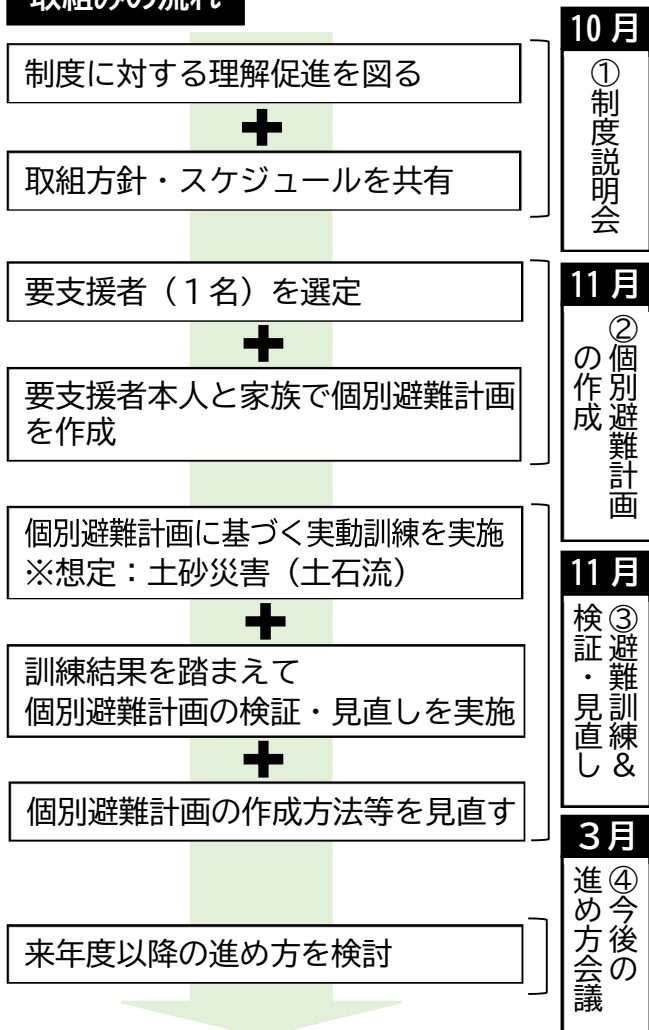 取組みの流れ
10月
①制度説明会
制度に対する理解促進を図る
+
取組方針・スケジュールを共有
11月
②個別避難計画
の作成
要支援者（１名）を選定
+
要支援者本人と家族で個別避難計画
を作成
11月
③避難訓練＆
検証・見直し
個別避難計画に基づく実動訓練を実施
※想定：土砂災害（土石流）
+
訓練結果を踏まえて
個別避難計画の検証・見直しを実施
+
個別避難計画の作成方法等を見直す
３月
④今後の
進め方会議
来年度以降の進め方を検討